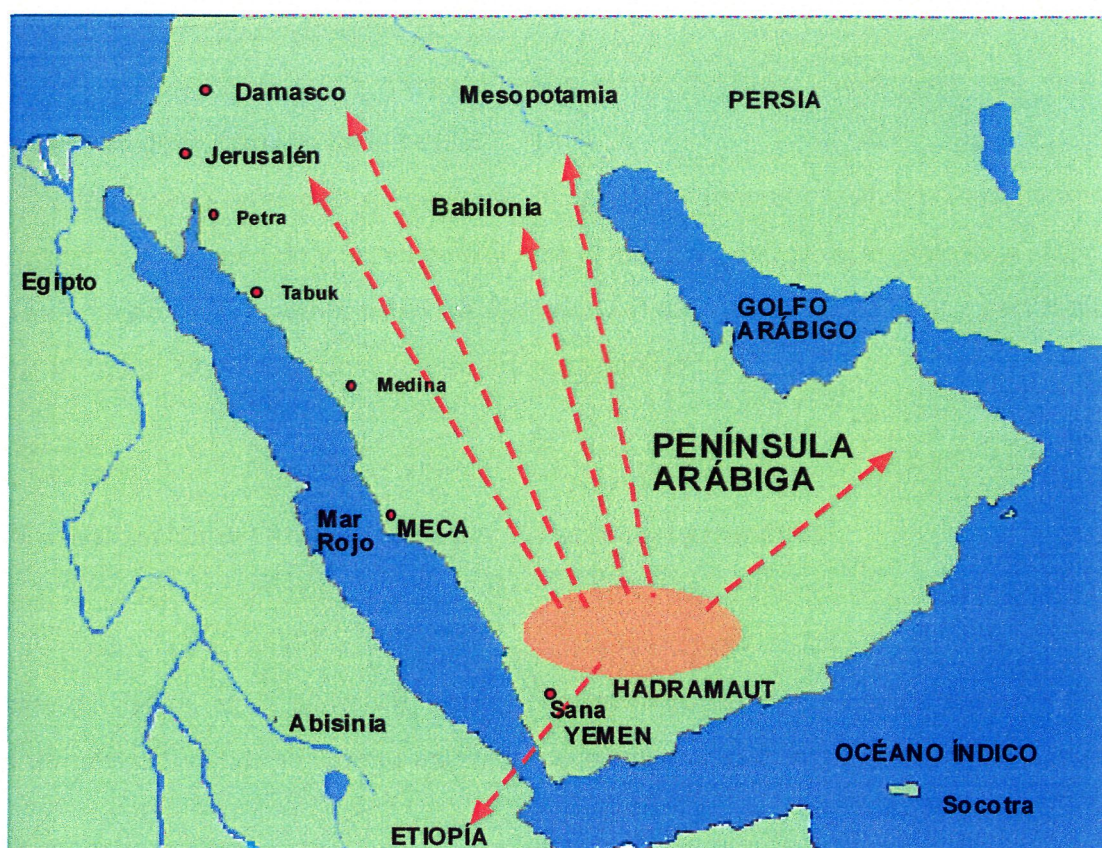 Damasco
Mesopotamia
PERSIA
Jerusalén
Petra
Babilonia
Egipto
Tabuk
GOLFO
ARÁBIGO
Medina
PENÍNSULA
ARÁBIGA
Mar
Rojo
MECA
HADRAMAUT
Sana
YEMEN
Abisinia
OCÉANO ÍNDICO
Socotra
ETIOPÍA